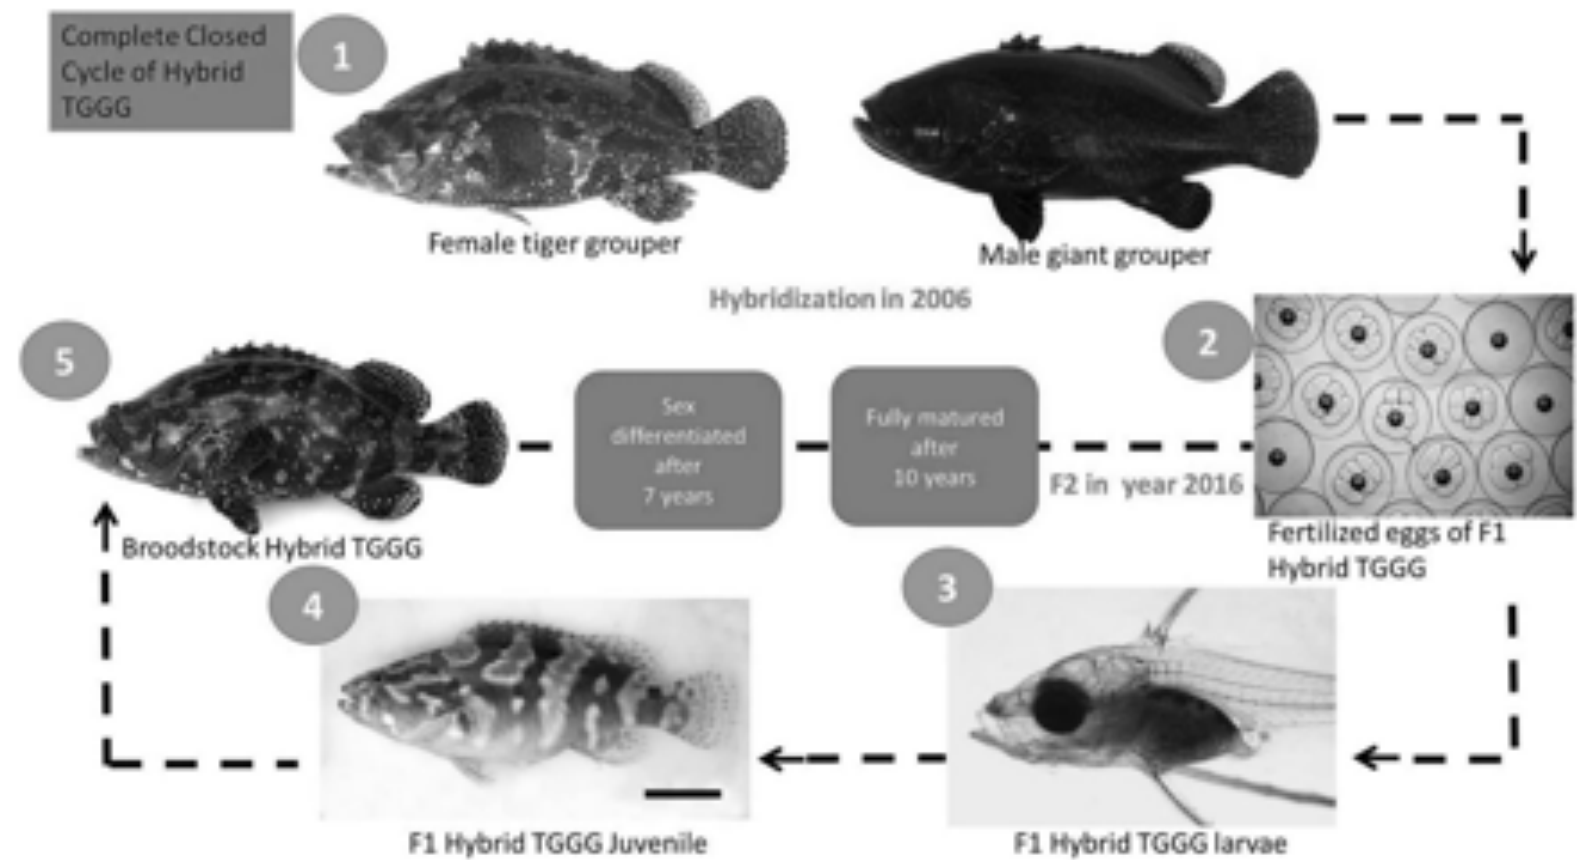 Complete Closed
Cycle of Hybrid
TGGG
1
Female tiger grouper
Male giant grouper
Hybridization in 2006
2
5
Sex
differentiated
after
7 years
Fully matured
after
10 years
F2 in year 2016
Fertilized eggs of F1
Hybrid TGGG
Broodstock Hybrid TGGG
3
4
F1 Hybrid TGGG Juvenile
F1 Hybrid TGGG larvae